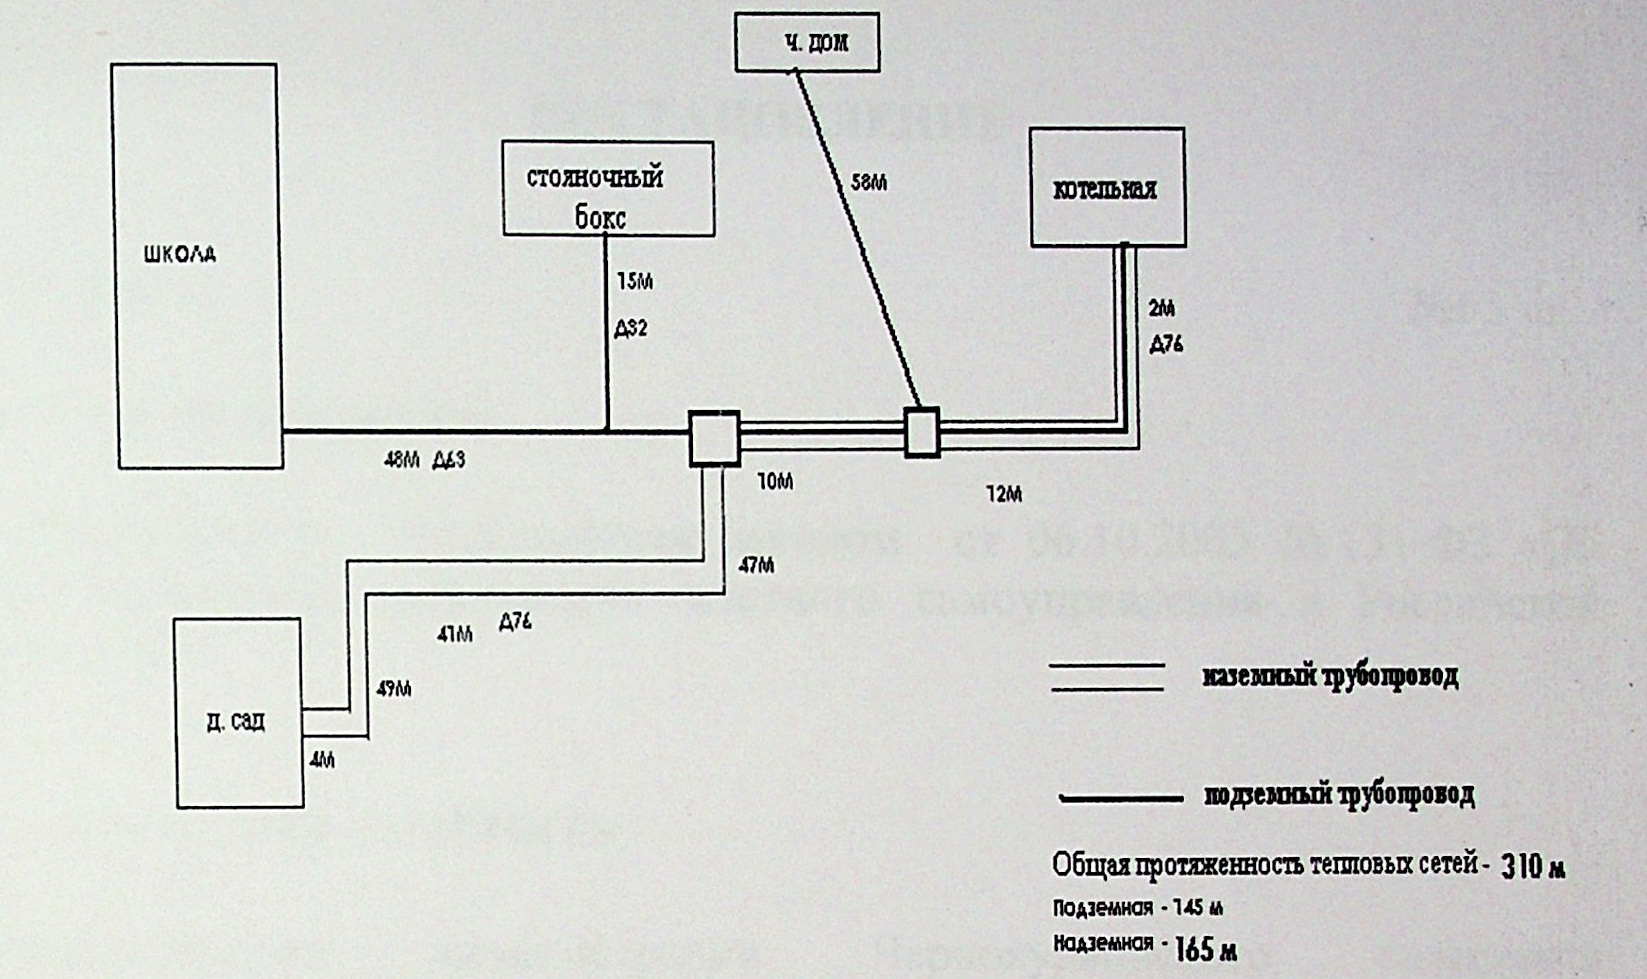 ч. дом
стояночный
бокс
котельная
58М
ШКОЛА
15М
Д32
2М
Д76
48М Д63
10М
12М
47М
41М Д76
49М
д. сад
4М
наземный трубопровод
подземный трубопровод
Общая протяженность тепловых сетей - 310 м
Подземная - 145 м
Надземная - 165 м